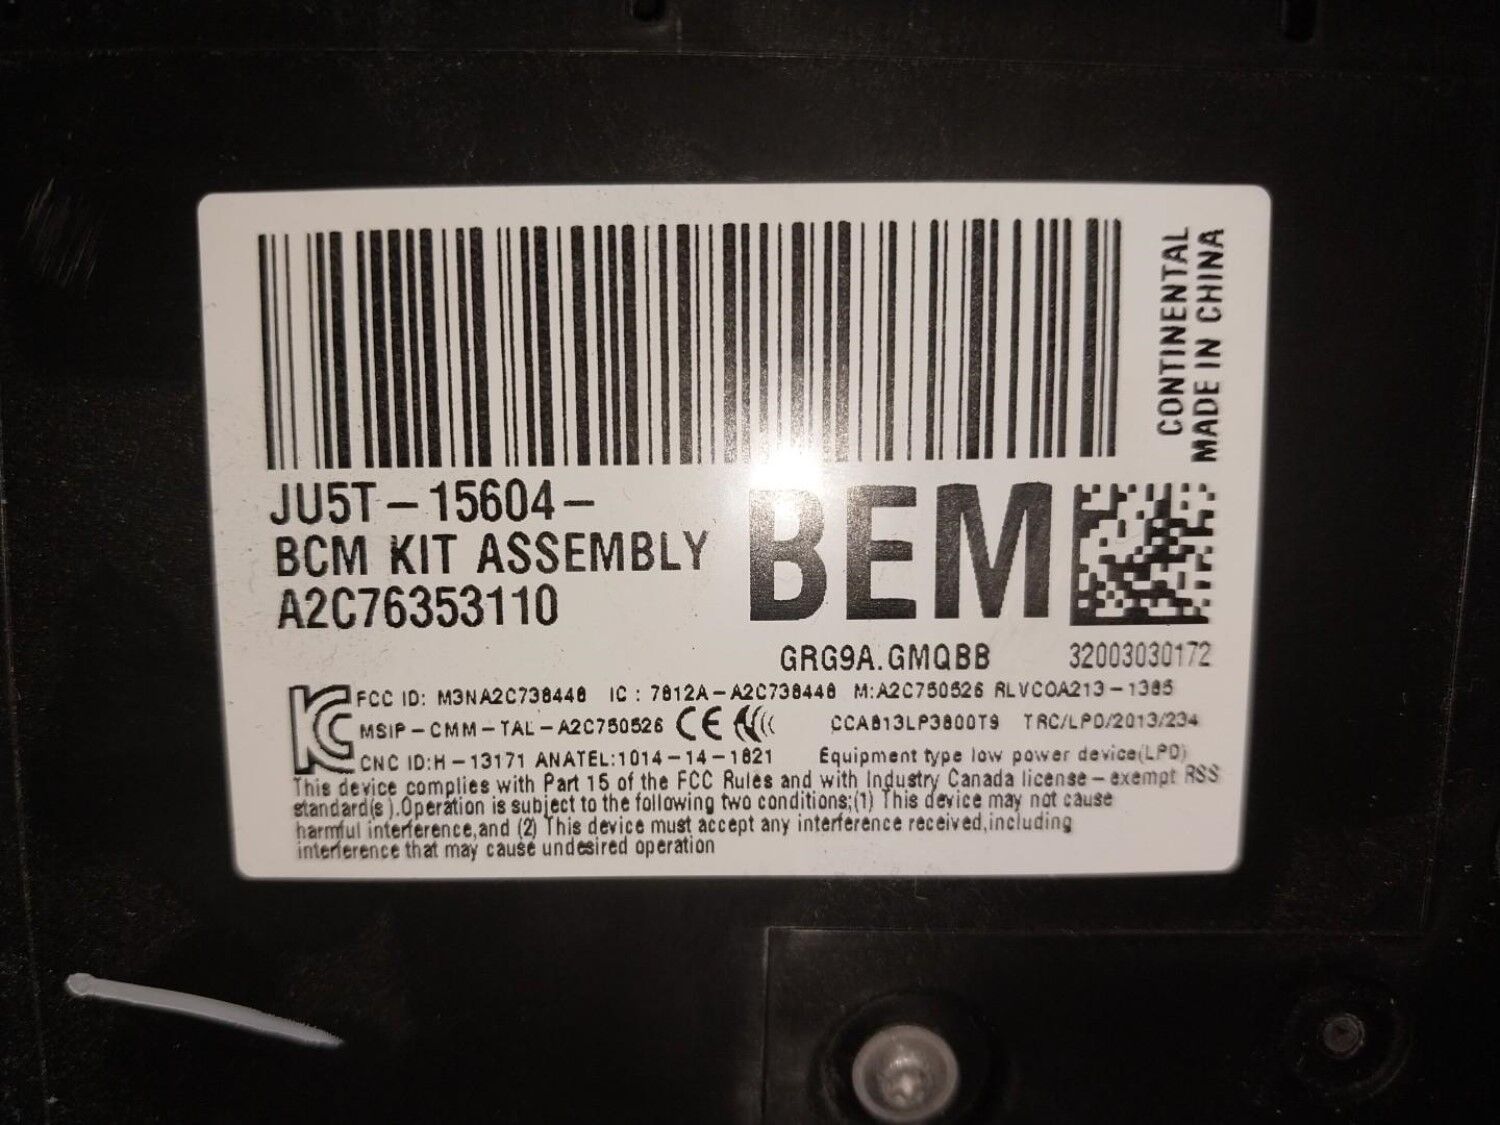 CONTINENTAL
MADE IN CHINA
JU5T-15604-
BEM
BCM KIT ASSEMBLY
A2C76353110
GRG9A.GMQBB 32003030172
FCC ID: M3NA2C738448 IC : 7812A-A2C738448 M:A2C750526 RLVCOA213-1385
MSIP-CMM-TAL-A2C750526 CE CCAB13LP3800T9 TRC/LPD/2013/234
CNC ID:H-13171 ANATEL:1014-14-1821 Equipment type low power device(LPD)
This device complies with Part 15 of the FCC Rules and with Industry Canada license-exempt RSS
standard(s).Operation is subject to the following two conditions;(1) This device may not cause
harmful interference,and (2) This device must accept any interference received,including
interference that may cause undesired operation